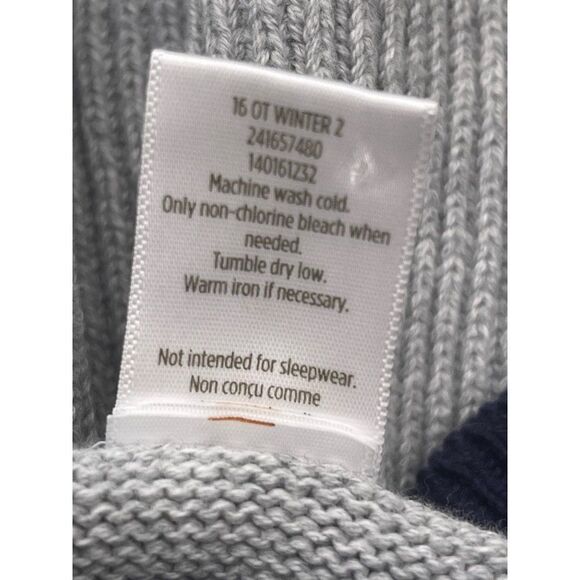 16 OT WINTER 2
241657480
140161232
Machine wash cold.
Only non-chlorine bleach when
needed.
Tumble dry low.
Warm iron if necessary.
Not intended for sleepwear.
Non conçu comme